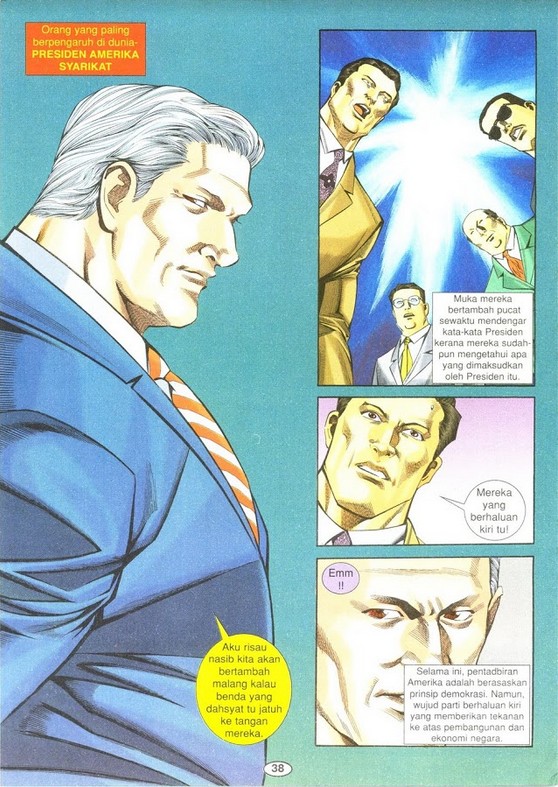 Orang yang paling
berpengaruh di dunia-
PRESIDEN AMERIKA
SYARIKAT
Aku risau
nasib kita akan
bertambah
malang kalau
benda yang
dahsyat tu jatuh
ke tangan
mereka.
Muka mereka
bertambah pucat
sewaktu mendengar
kata-kata Presiden
kerana mereka sudah-
pun mengetahui apa
yang dimaksudkan
oleh Presiden itu.
Mereka
yang
berhaluan
kiri tu!
Emm
!!
Selama ini, pentadbiran
Amerika adalah berasaskan
prinsip demokrasi. Namun,
wujud parti berhaluan kiri
yang memberikan tekanan
ke atas pembangunan dan
ekonomi negara.
38